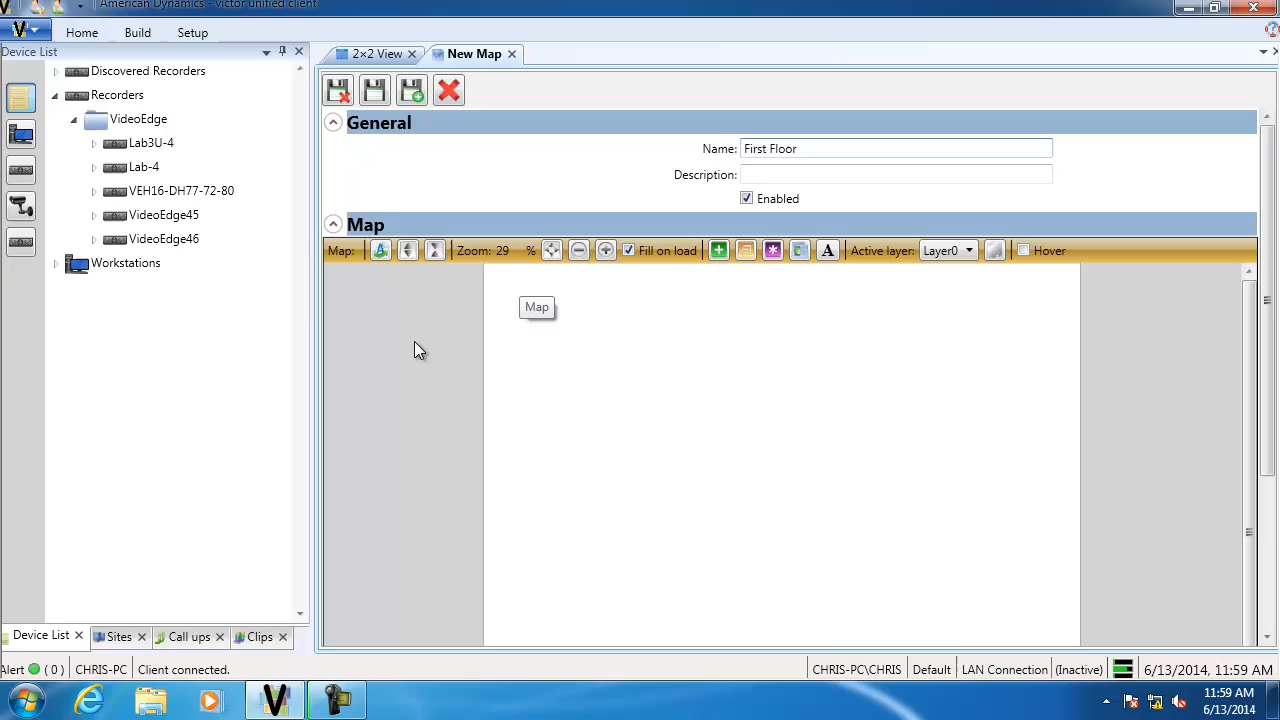 American Dynamics - victor unified client
Home Build Setup
Device List
2×2 View New Map
Discovered Recorders
Recorders
VideoEdge
Lab3U-4
Lab-4
VEH16-DH77-72-80
VideoEdge45
VideoEdge46
Workstations
General
Name: First Floor
Description:
Enabled
Map
Map: Zoom: 29 % Fill on load A Active layer: Layer0 Hover
Map
Device List Sites Call ups Clips
Alert ( 0 ) CHRIS-PC Client connected. CHRIS-PC\CHRIS Default LAN Connection (Inactive) 6/13/2014, 11:59 AM
11:59 AM
6/13/2014